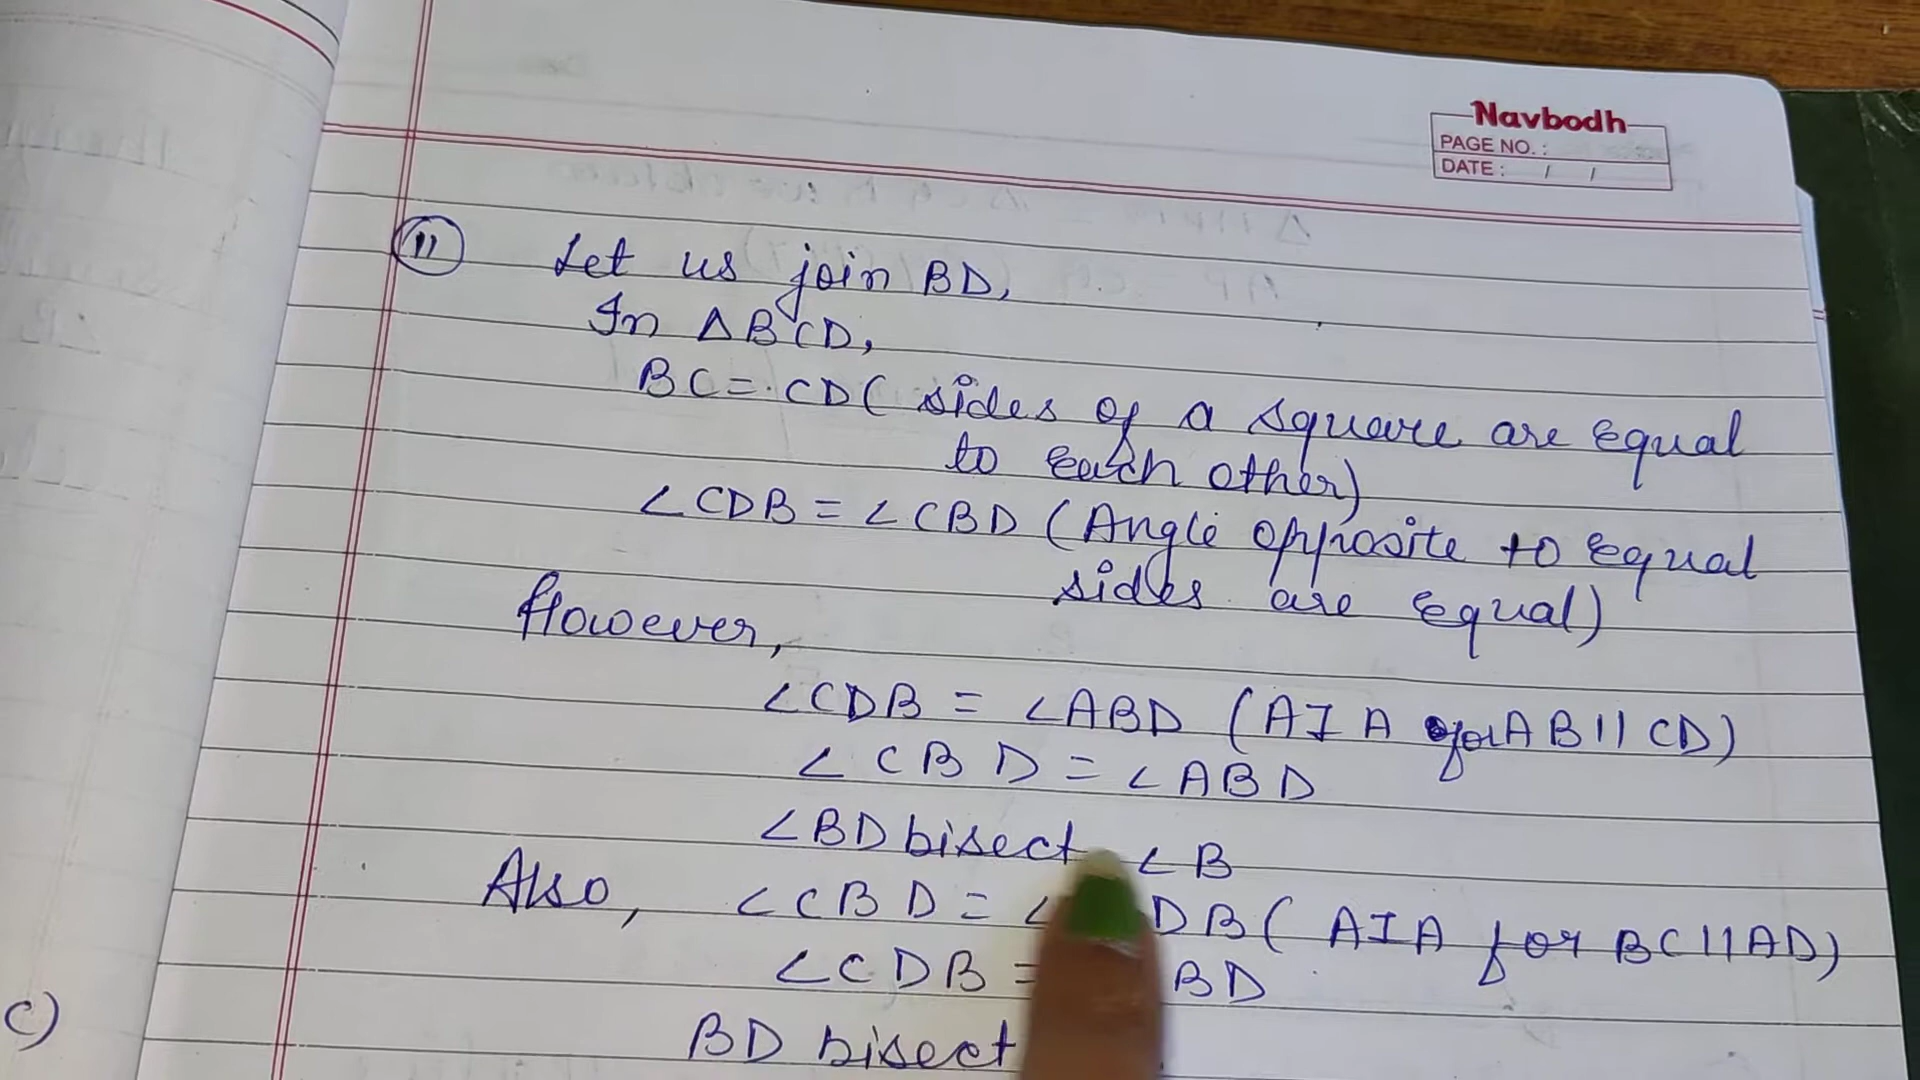 Navbodh
PAGE NO. :
DATE : / /
(11) Let us join BD,
In ΔBCD,
BC = CD ( sides of a square are equal
to each other)
∠CDB = ∠CBD (Angle opposite to equal
sides are equal)
However,
∠CDB = ∠ABD (AIA for AB || CD)
∠CBD = ∠ABD
∠BD bisect ∠B
Also, ∠CBD = ∠ DB ( AIA for BC || AD)
∠CDB = BD
BD bisect
c)